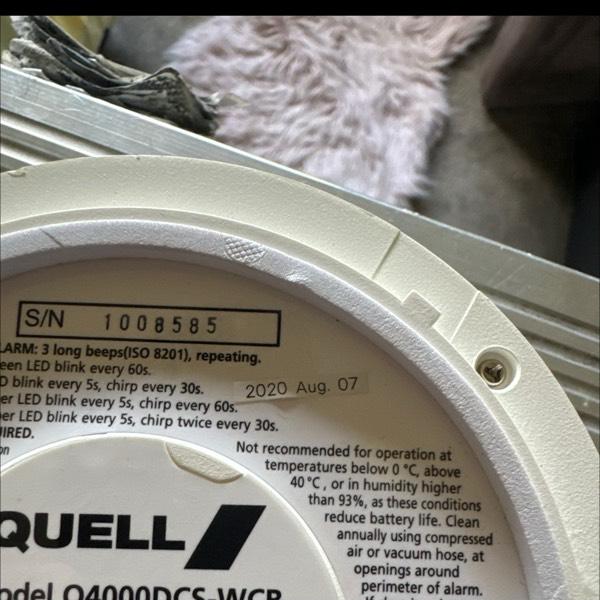 S/N 1008585
LARM: 3 long beeps(ISO 8201), repeating.
een LED blink every 60s.
D blink every 5s, chirp every 30s.
er LED blink every 5s, chirp every 60s.
er LED blink every 5s, chirp twice every 30s.
IRED.
on
2020 Aug. 07
Not recommended for operation at
temperatures below 0 °C, above
40 °C, or in humidity higher
than 93%, as these conditions
reduce battery life. Clean
annually using compressed
air or vacuum hose, at
openings around
perimeter of alarm.
QUELL
odel Q4000DCS-WCB